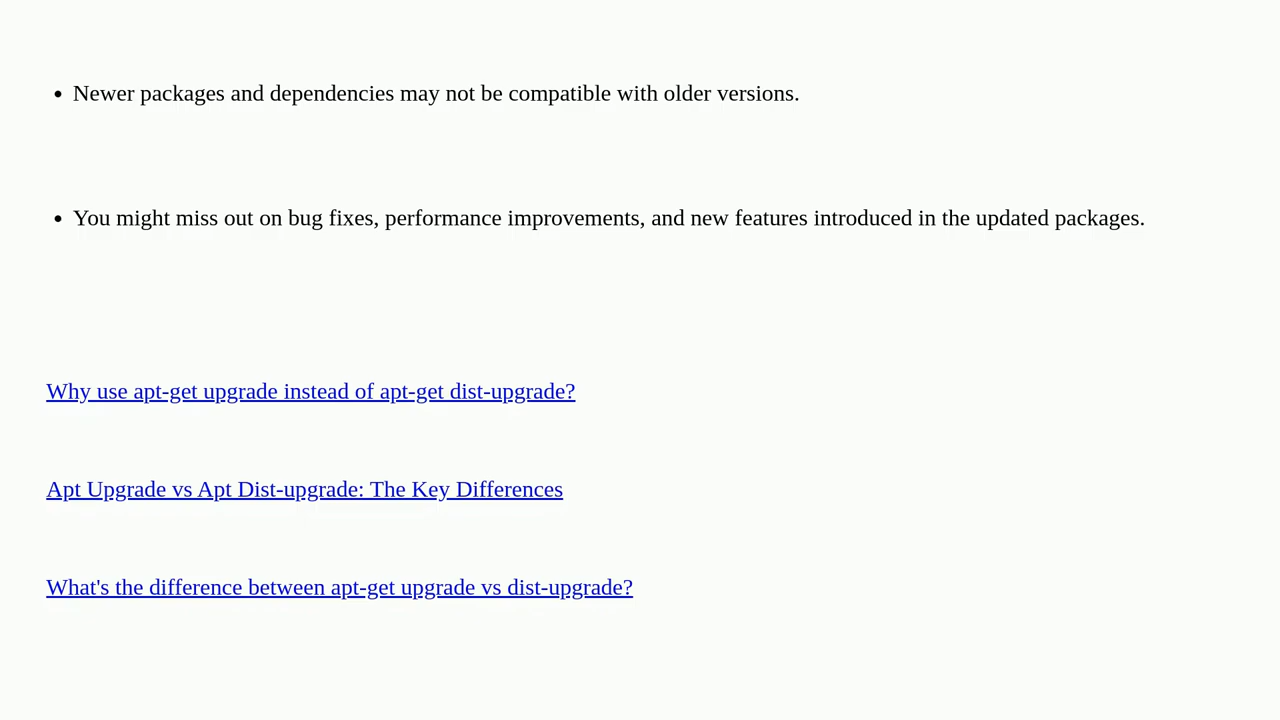 • Newer packages and dependencies may not be compatible with older versions.
• You might miss out on bug fixes, performance improvements, and new features introduced in the updated packages.
Why use apt-get upgrade instead of apt-get dist-upgrade?
Apt Upgrade vs Apt Dist-upgrade: The Key Differences
What's the difference between apt-get upgrade vs dist-upgrade?